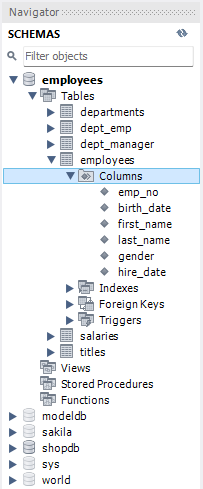 Navigator
SCHEMAS
Filter objects
employees
Tables
departments
dept_emp
dept_manager
employees
Columns
emp_no
birth_date
first_name
last_name
gender
hire_date
Indexes
Foreign Keys
Triggers
salaries
titles
Views
Stored Procedures
Functions
modeldb
sakila
shopdb
sys
world